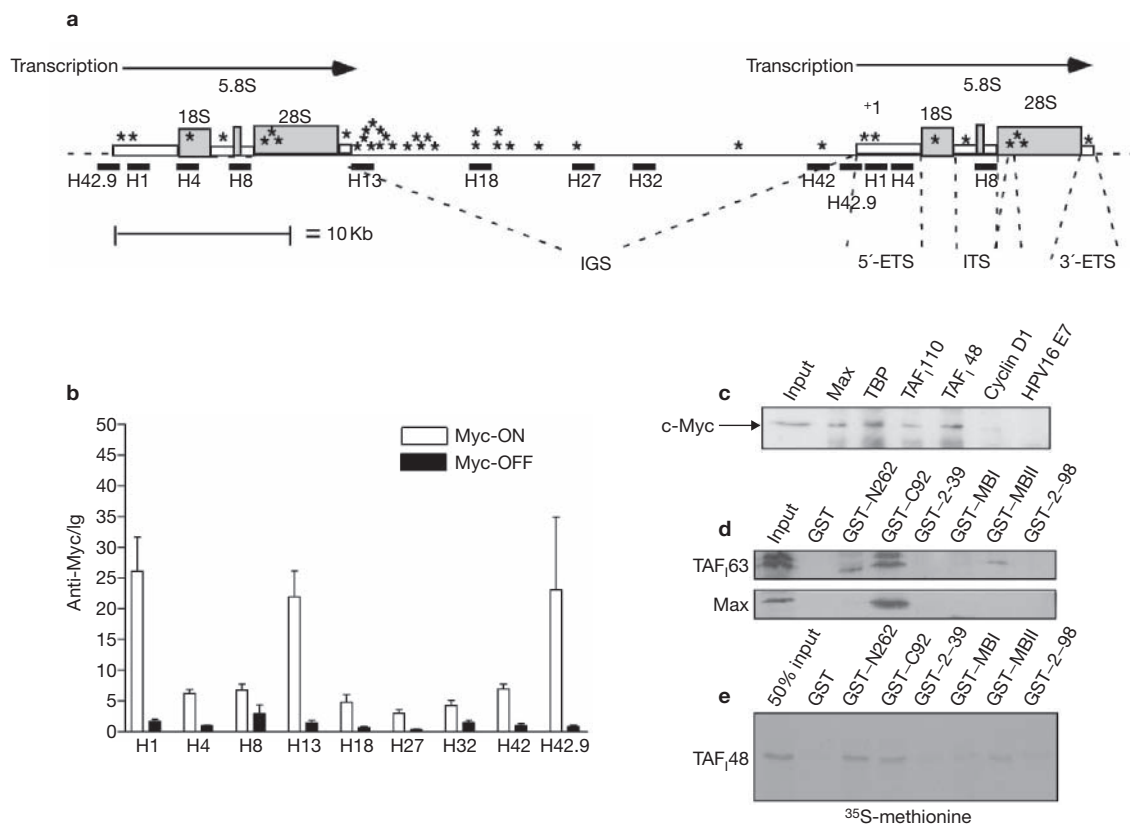 a
Transcription
Transcription
5.8S
5.8S
+1
18S
28S
18S
28S
* * * * * * * * * * * * * * * * * * * * * * * * * * * * * * * * * * * * * *
H42.9 H1 H4 H8 H13 H18 H27 H32 H42 H1 H4 H8
H42.9
= 10 Kb
IGS
5´-ETS ITS 3´-ETS
b
Anti-Myc/Ig
50
45
40
35
30
25
20
15
10
5
0
Myc-ON
Myc-OFF
H1 H4 H8 H13 H18 H27 H32 H42 H42.9
c
Input Max TBP TAFI110 TAFI 48 Cyclin D1 HPV16 E7
c-Myc
d
Input GST GST–N262 GST–C92 GST–2–39 GST–MBI GST–MBII GST–2–98
TAFI63
Max
e
50% input GST GST–N262 GST–C92 GST–2–39 GST–MBI GST–MBII GST–2–98
TAFI48
35S-methionine